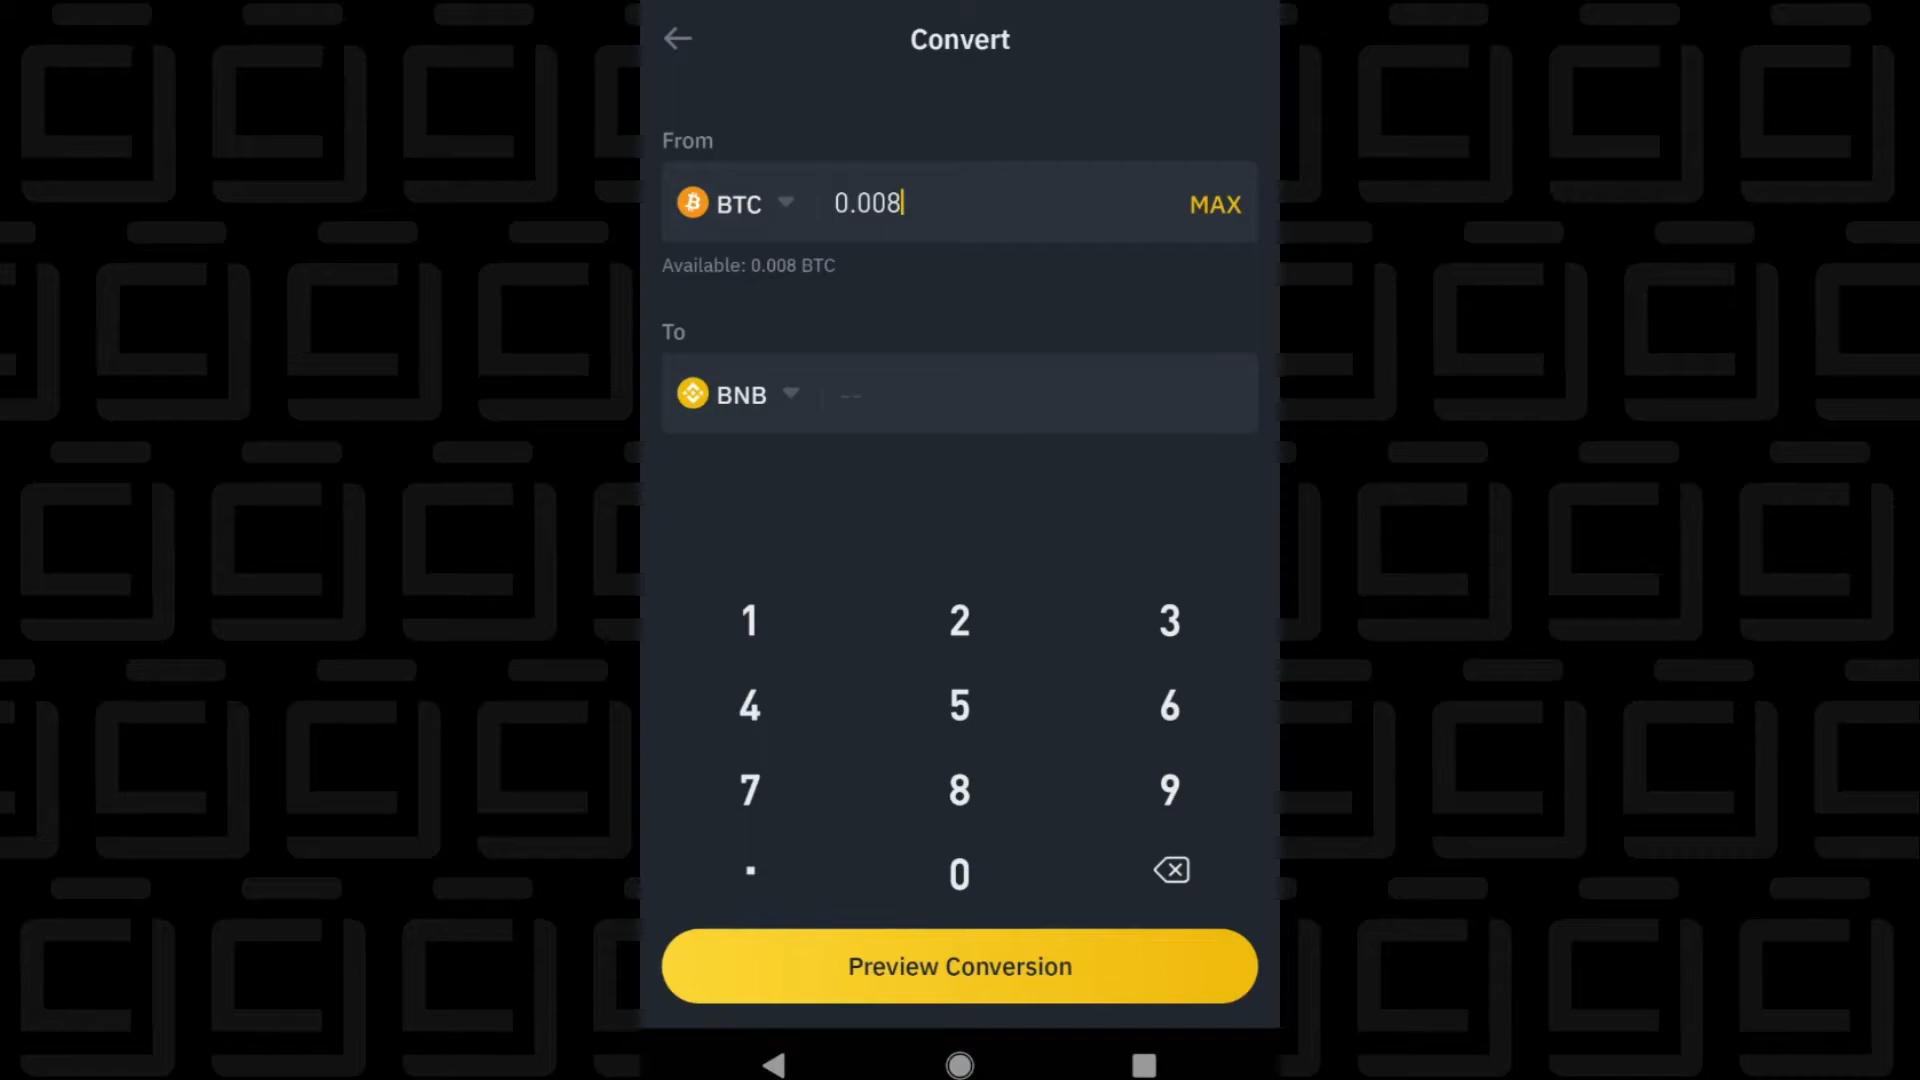 Convert
From
BTC 0.008 MAX
Available: 0.008 BTC
To
BNB --
1 2 3
4 5 6
7 8 9
. 0
Preview Conversion